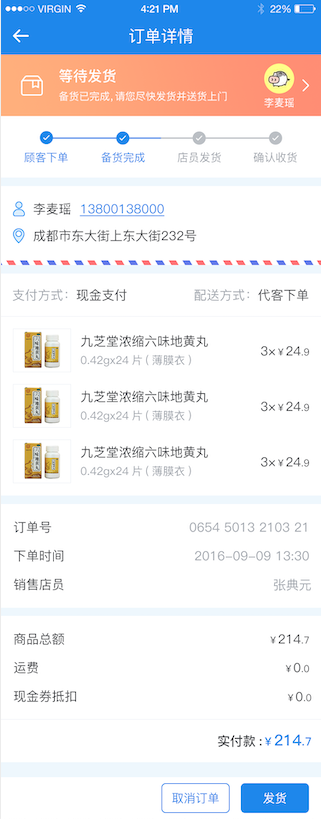 VIRGIN 4:21 PM 22%
订单详情
等待发货
备货已完成,请您尽快发货并送货上门
李麦瑶
顾客下单 备货完成 店员发货 确认收货
李麦瑶 13800138000
成都市东大街上东大街232号
支付方式: 现金支付 配送方式: 代客下单
九芝堂浓缩六味地黄丸
0.42gx24 片 ( 薄膜衣 )
3×￥24.9
九芝堂浓缩六味地黄丸
0.42gx24 片 ( 薄膜衣 )
3×￥24.9
九芝堂浓缩六味地黄丸
0.42gx24 片 ( 薄膜衣 )
3×￥24.9
订单号 0654 5013 2103 21
下单时间 2016-09-09 13:30
销售店员 张典元
商品总额 ￥214.7
运费 ￥0.0
现金券抵扣 ￥0.0
实付款 :￥214.7
取消订单 发货